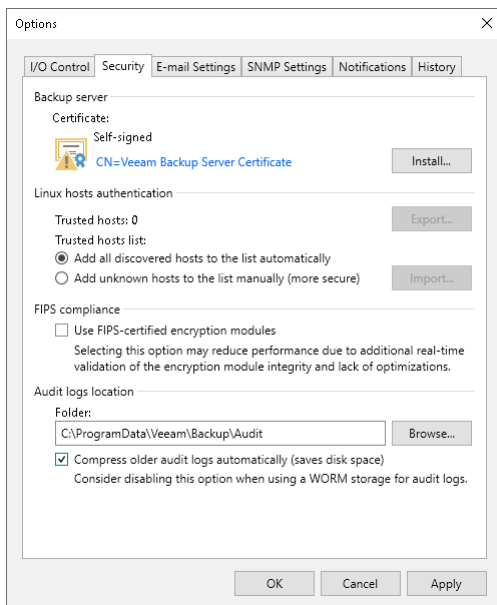 Options
I/O Control Security E-mail Settings SNMP Settings Notifications History
Backup server
Certificate:
Self-signed
CN=Veeam Backup Server Certificate
Install...
Linux hosts authentication
Trusted hosts: 0
Export...
Trusted hosts list:
Add all discovered hosts to the list automatically
Add unknown hosts to the list manually (more secure)
Import...
FIPS compliance
Use FIPS-certified encryption modules
Selecting this option may reduce performance due to additional real-time
validation of the encryption module integrity and lack of optimizations.
Audit logs location
Folder:
C:\ProgramData\Veeam\Backup\Audit
Browse...
Compress older audit logs automatically (saves disk space)
Consider disabling this option when using a WORM storage for audit logs.
OK Cancel Apply